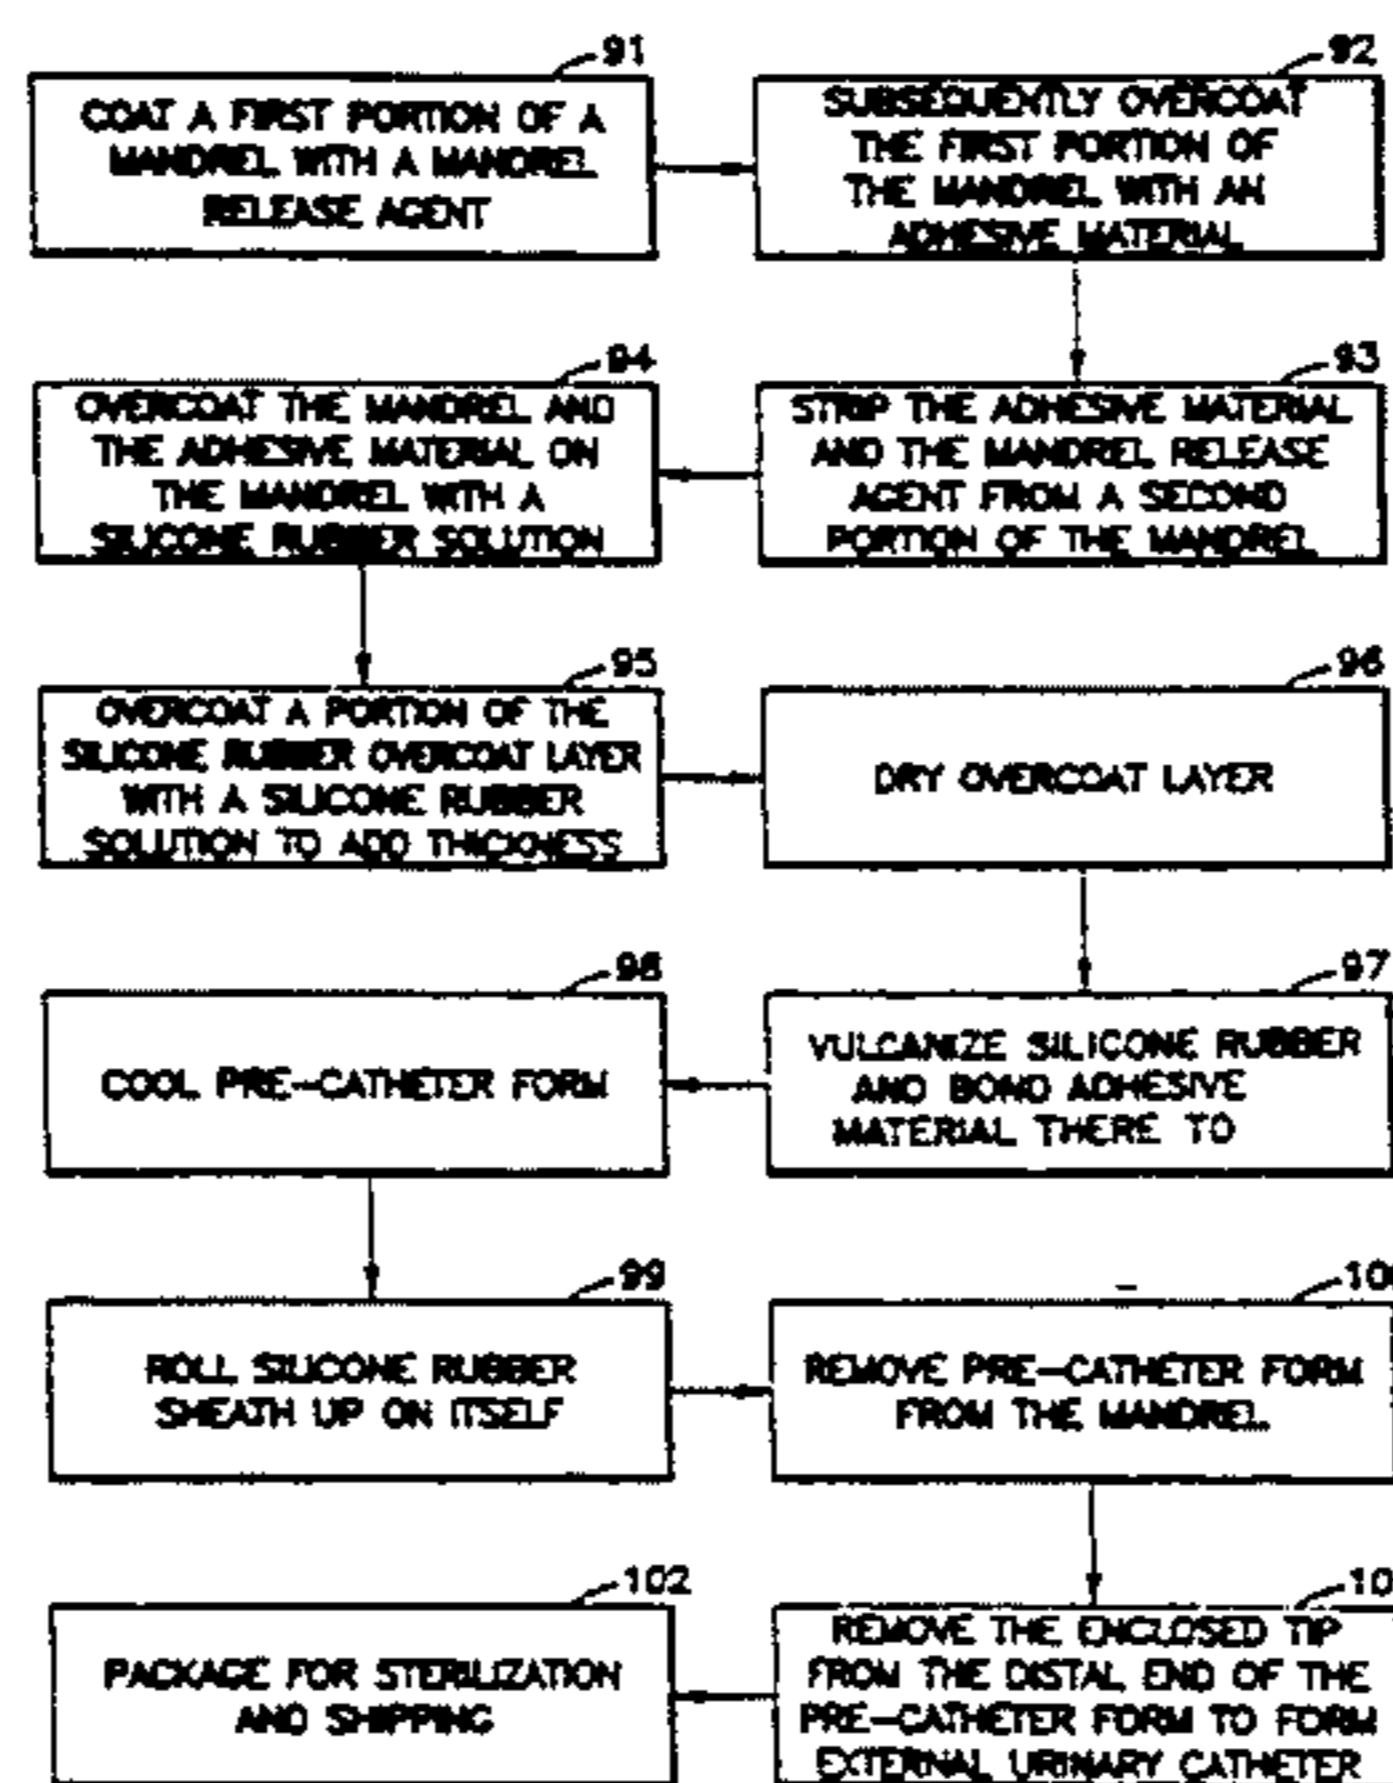 91
COAT A FIRST PORTION OF A
MANDREL WITH A MANDREL
RELEASE AGENT
92
SUBSEQUENTLY OVERCOAT
THE FIRST PORTION OF
THE MANDREL WITH AN
ADHESIVE MATERIAL
93
STRIP THE ADHESIVE MATERIAL
AND THE MANDREL RELEASE
AGENT FROM A SECOND
PORTION OF THE MANDREL
94
OVERCOAT THE MANDREL AND
THE ADHESIVE MATERIAL ON
THE MANDREL WITH A
SILICONE RUBBER SOLUTION
95
OVERCOAT A PORTION OF THE
SILICONE RUBBER OVERCOAT LAYER
WITH A SILICONE RUBBER
SOLUTION TO ADD THICKNESS
96
DRY OVERCOAT LAYER
97
VULCANIZE SILICONE RUBBER
AND BOND ADHESIVE
MATERIAL THERE TO
98
COOL PRE-CATHETER FORM
99
ROLL SILICONE RUBBER
SHEATH UP ON ITSELF
REMOVE PRE-CATHETER FORM
FROM THE MANDREL
REMOVE THE ENCLOSED TIP
FROM THE DISTAL END OF THE
PRE-CATHETER FORM TO FORM
EXTERNAL URINARY CATHETER
102
PACKAGE FOR STERILIZATION
AND SHIPPING